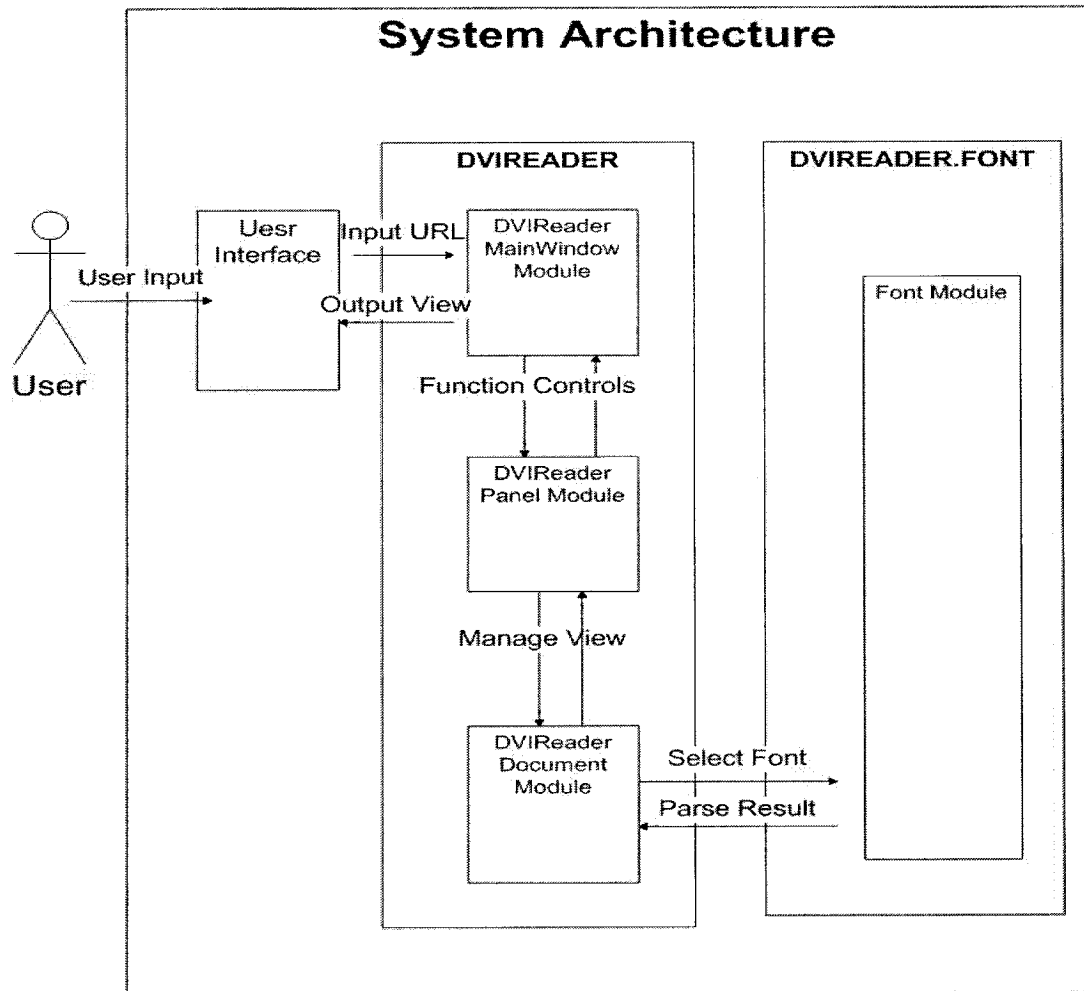 System Architecture
DVIREADER
DVIREADER.FONT
Uesr
Interface
Input URL
DVIReader
MainWindow
Module
User Input
Output View
Font Module
User
Function Controls
DVIReader
Panel Module
Manage View
DVIReader
Document
Module
Select Font
Parse Result